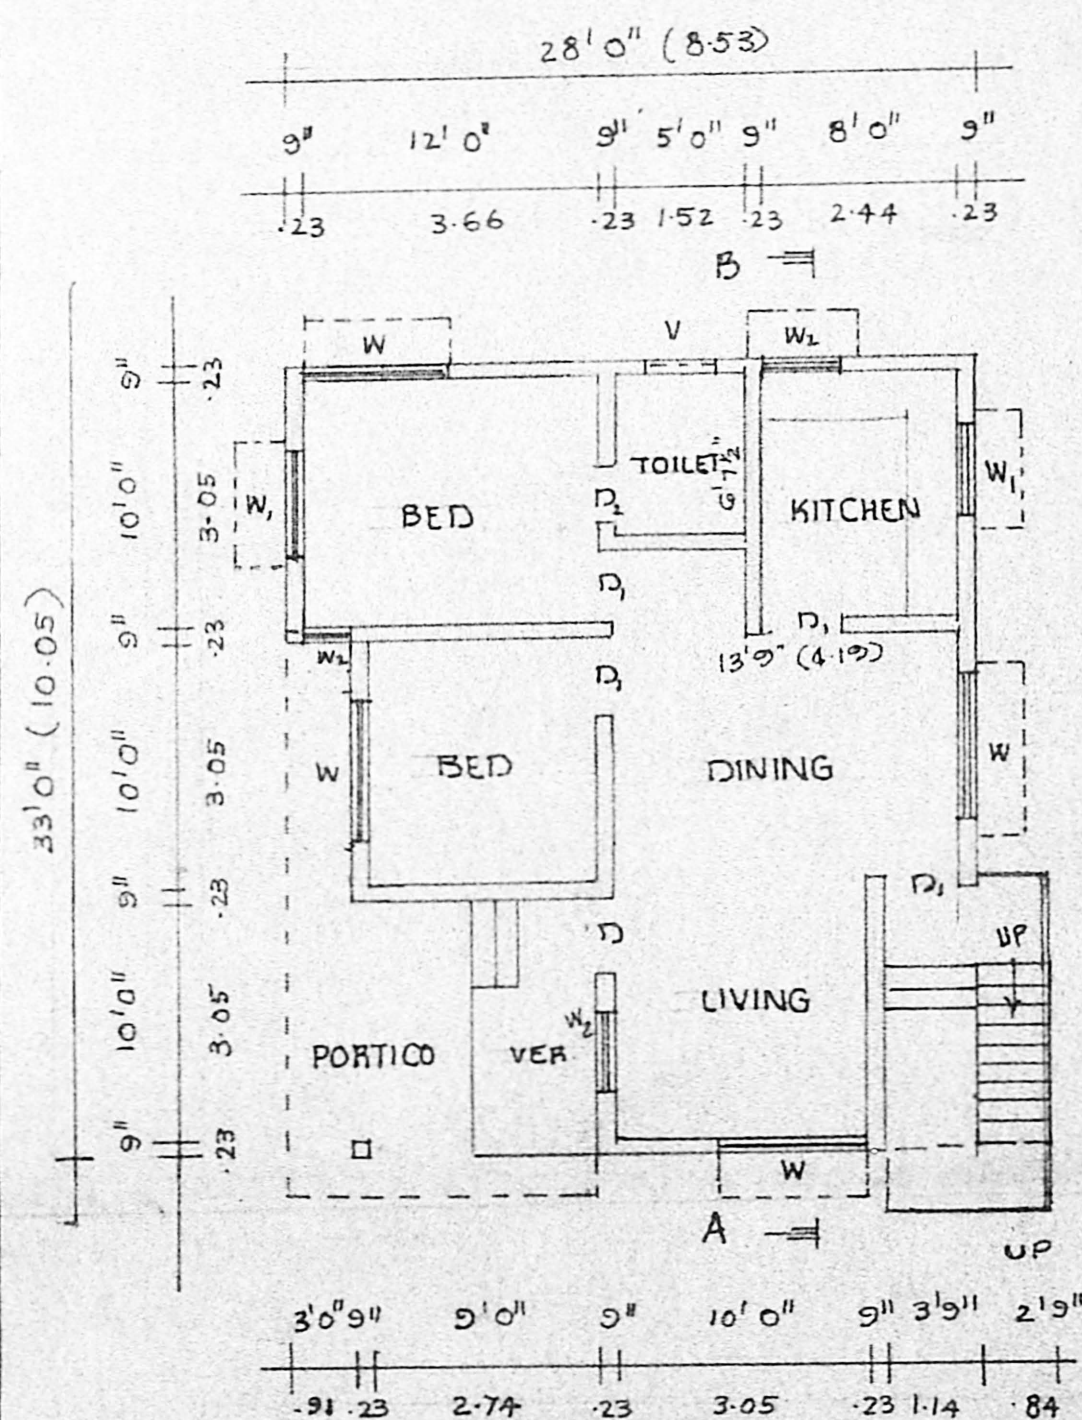 28'0" (8.53)
9" 12'0" 9" 5'0" 9" 8'0" 9"
.23 3.66 .23 1.52 .23 2.44 .23
B
W V W2
9" .23
W1 10'0" 3.05 BED D2 TOILET 6'7½" KITCHEN W1
D1
9" .23 W2 D1 D1 13'9" (4.19)
33'0" (10.05)
10'0" 3.05 W BED DINING W
9" .23 D D1
UP
10'0" 3.05 PORTICO VER W2 LIVING
9" .23 W
A
UP
3'0" 9" 9'0" 9" 10'0" 9" 3'9" 2'9"
.91 .23 2.74 .23 3.05 .23 1.14 .84